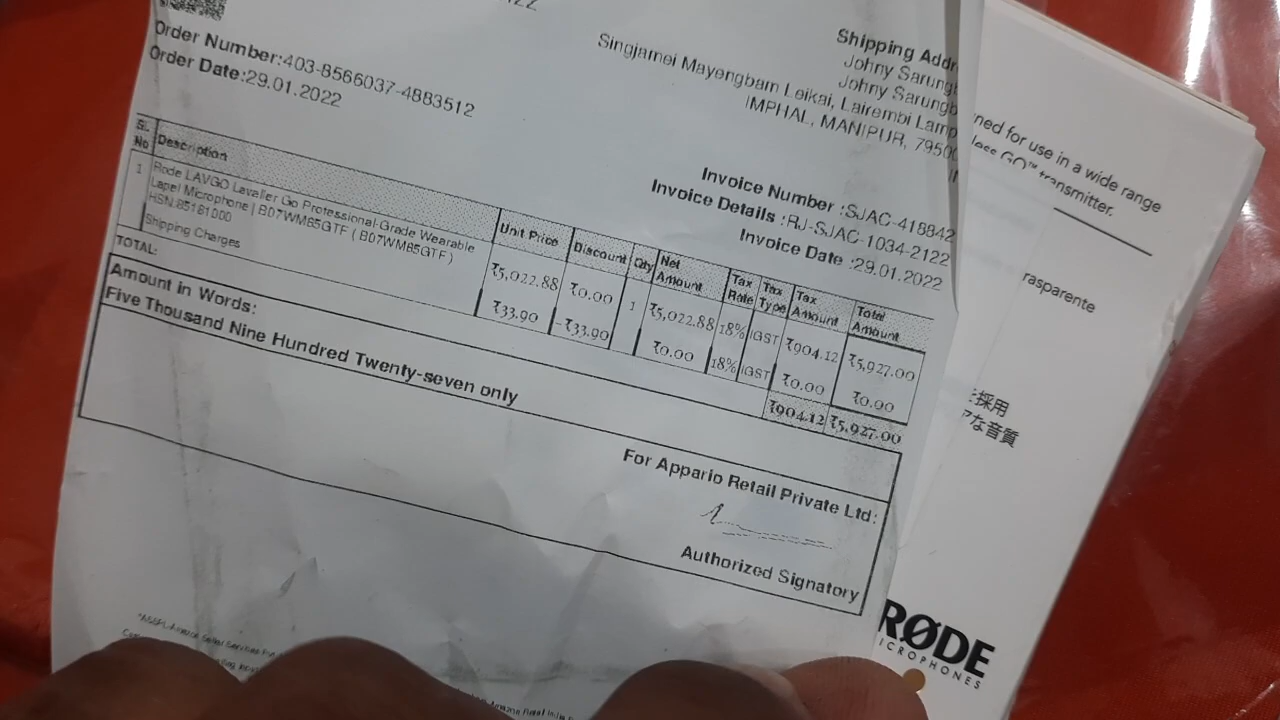 Order Number:403-8566037-4883512
Order Date:29.01.2022
Shipping Addr
Johny Sarung
Johny Sarungb
Singjamei Mayengbam Leikai, Lairembi Lamp
IMPHAL, MANIPUR, 7950
Invoice Number :SJAC-418842
Invoice Details :RJ-SJAC-1034-2122
Invoice Date :29.01.2022
Sl. No Description Unit Price Discount Qty Net Amount Tax Rate Tax Type Tax Amount Total Amount
1 Rode LAVGO Lavalier Go Professional-Grade Wearable
Lapel Microphone | B07WM65GTF ( B07WM65GTF )
HSN:85181000
₹5,022.88 ₹0.00 1 ₹5,022.88 18% IGST ₹904.12 ₹5,927.00
Shipping Charges ₹33.90 -₹33.90 ₹0.00 18% IGST ₹0.00 ₹0.00
TOTAL: ₹904.12 ₹5,927.00
Amount in Words:
Five Thousand Nine Hundred Twenty-seven only
For Appario Retail Private Ltd:
Authorized Signatory
ned for use in a wide range
less GO™ transmitter.
rasparente
採用
アな音質
RØDE
MICROPHONES